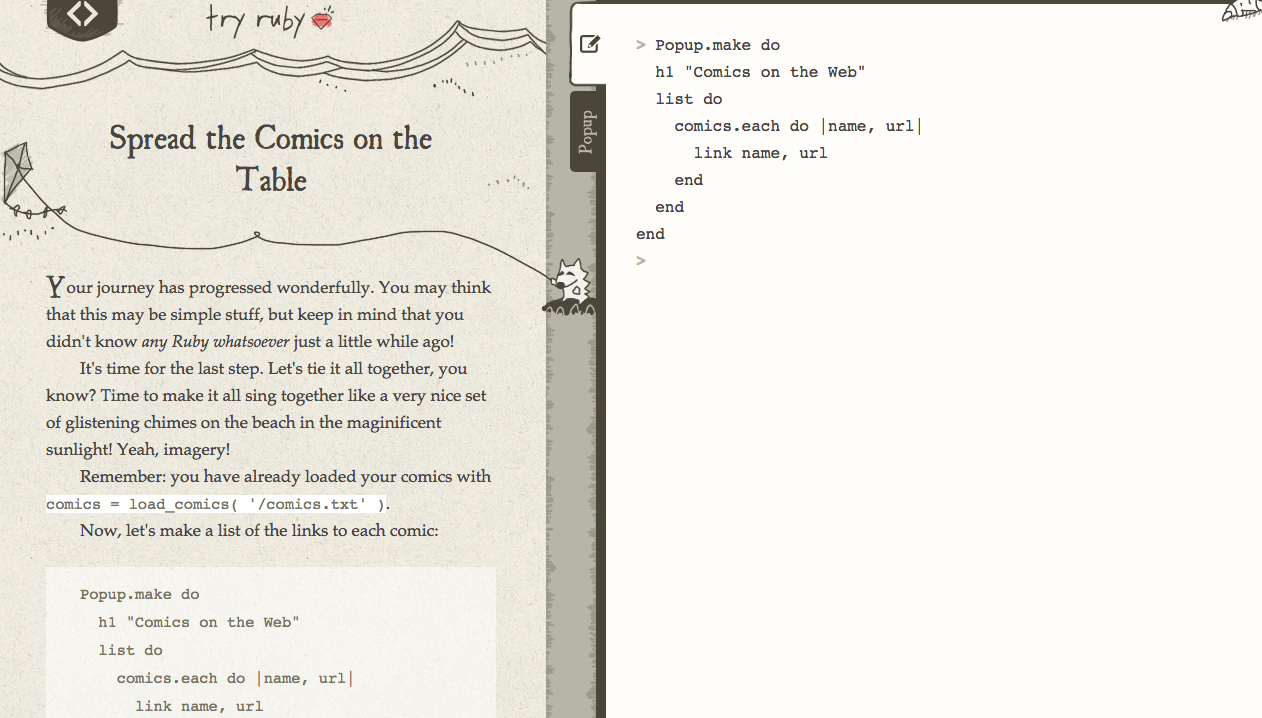 try ruby
Spread the Comics on the
Table
Your journey has progressed wonderfully. You may think
that this may be simple stuff, but keep in mind that you
didn't know any Ruby whatsoever just a little while ago!
It's time for the last step. Let's tie it all together, you
know? Time to make it all sing together like a very nice set
of glistening chimes on the beach in the maginificent
sunlight! Yeah, imagery!
Remember: you have already loaded your comics with
comics = load_comics( '/comics.txt' ).
Now, let's make a list of the links to each comic:
Popup.make do
  h1 "Comics on the Web"
  list do
    comics.each do |name, url|
      link name, url
Popup
> Popup.make do
  h1 "Comics on the Web"
  list do
    comics.each do |name, url|
      link name, url
    end
  end
end
>